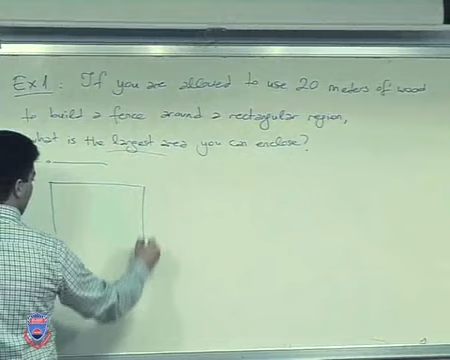 Ex1 : If you are allowed to use 20 meters of wood
to build a fence around a rectangular region,
what is the largest area you can enclose?